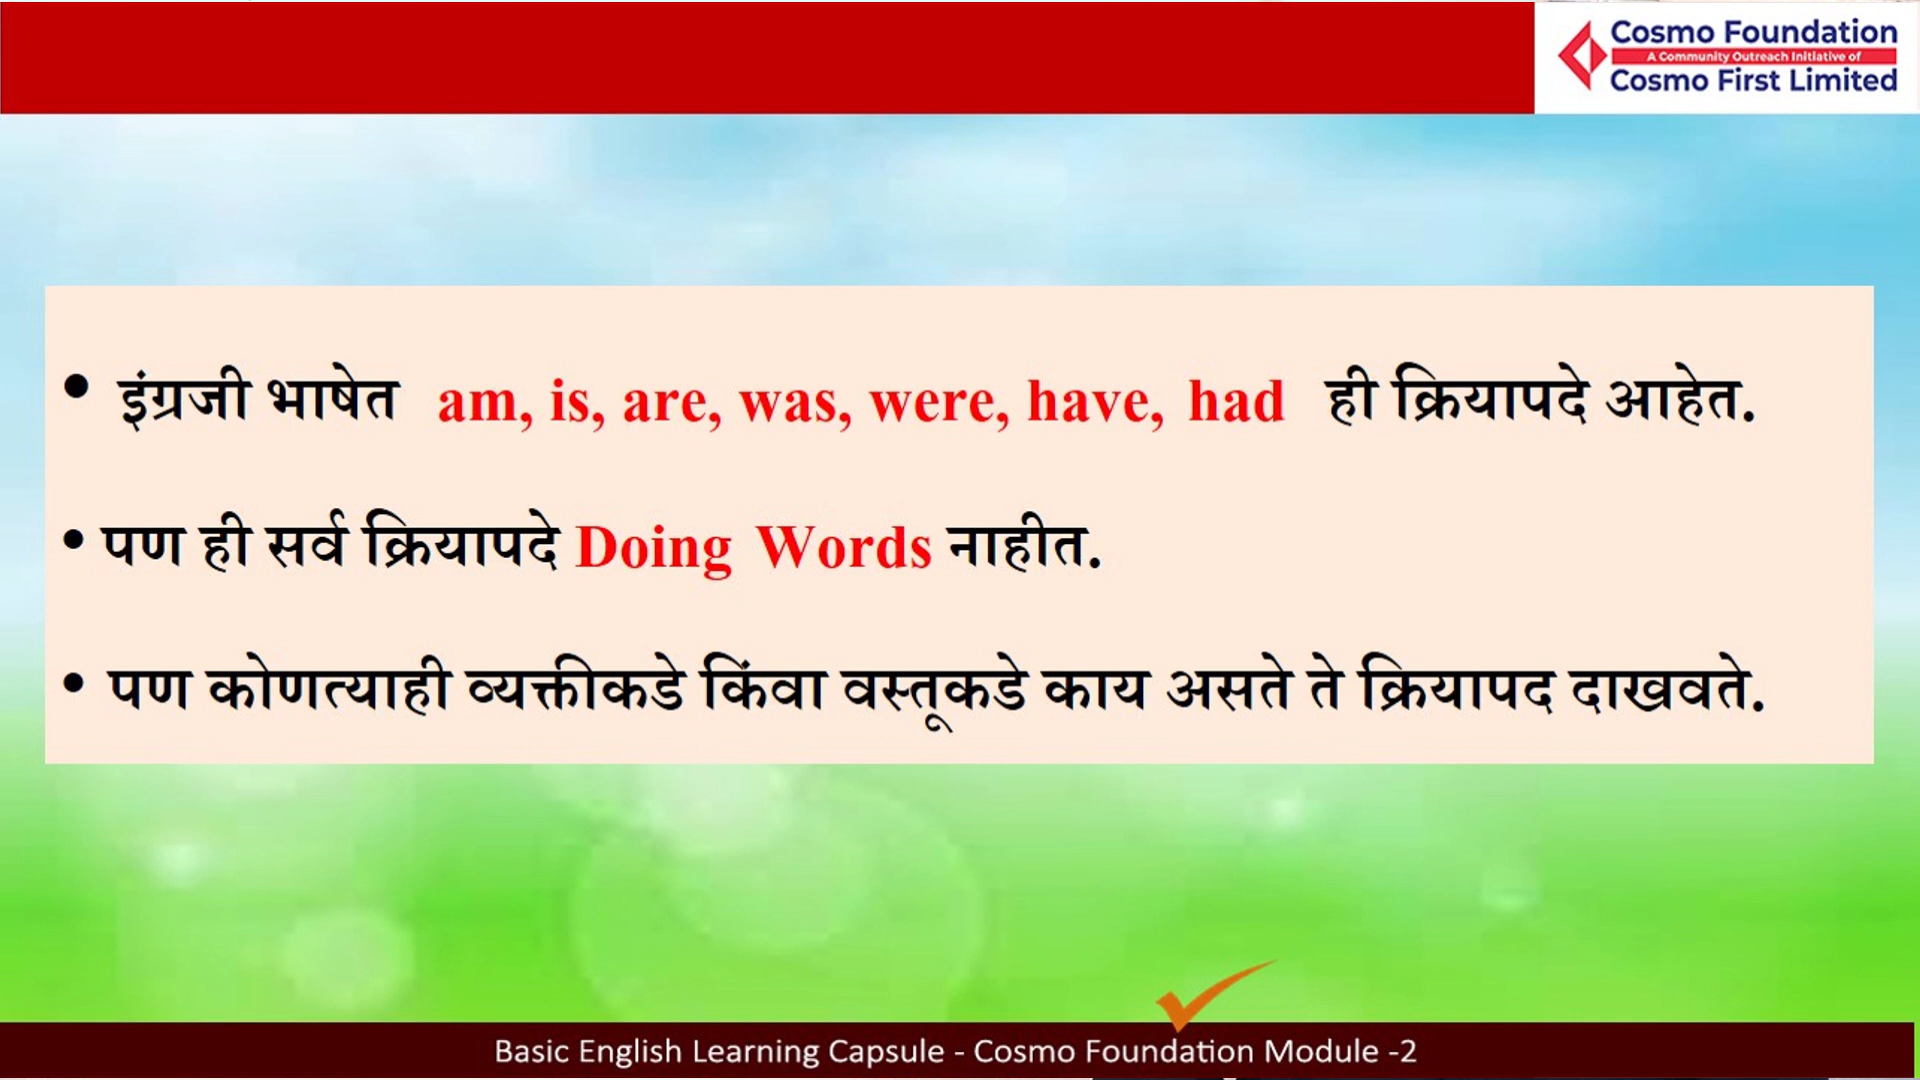 Cosmo Foundation
A Community Outreach Initiative of
Cosmo First Limited
• इंग्रजी भाषेत am, is, are, was, were, have, had ही क्रियापदे आहेत.
• पण ही सर्व क्रियापदे Doing Words नाहीत.
• पण कोणत्याही व्यक्तीकडे किंवा वस्तूकडे काय असते ते क्रियापद दाखवते.
Basic English Learning Capsule - Cosmo Foundation Module -2